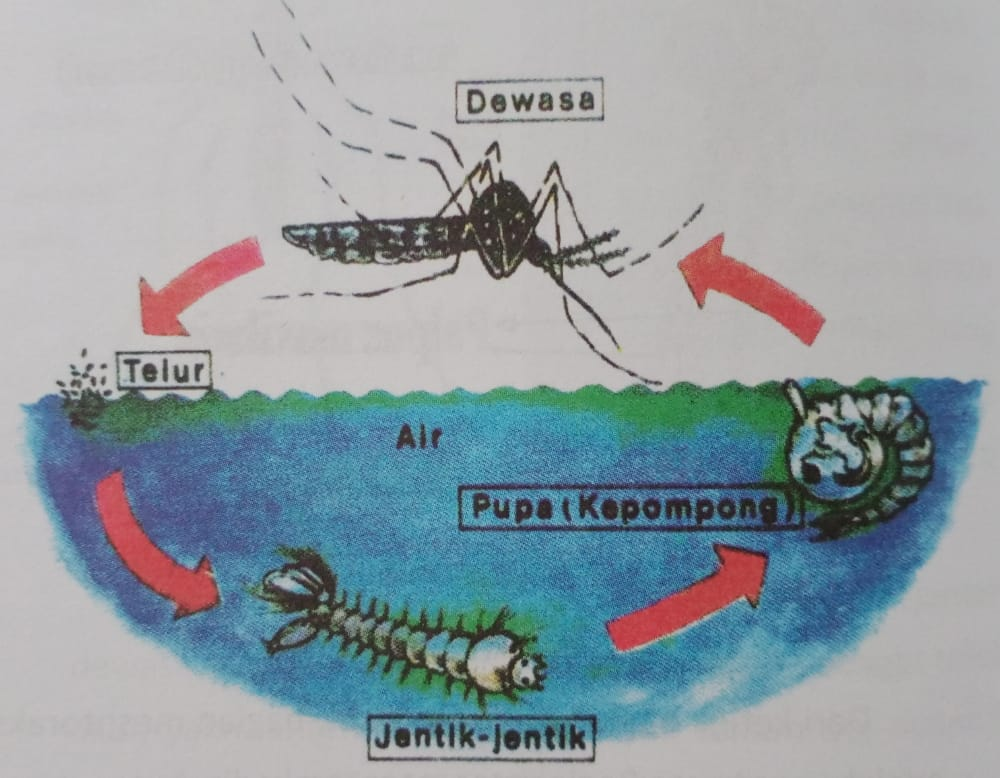 Dewasa
Telur
Air
Pupa (Kepompong)
Jentik-jentik